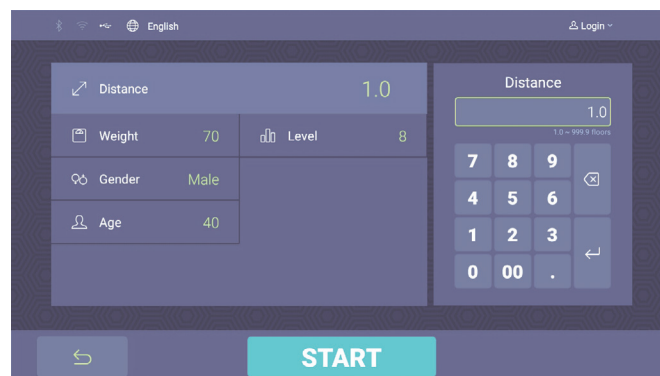 English
Login
Distance 1.0
Weight 70
Level 8
Gender Male
Age 40
Distance
1.0
1.0 ~ 999.9 floors
7 8 9
4 5 6
1 2 3
0 00 .
START